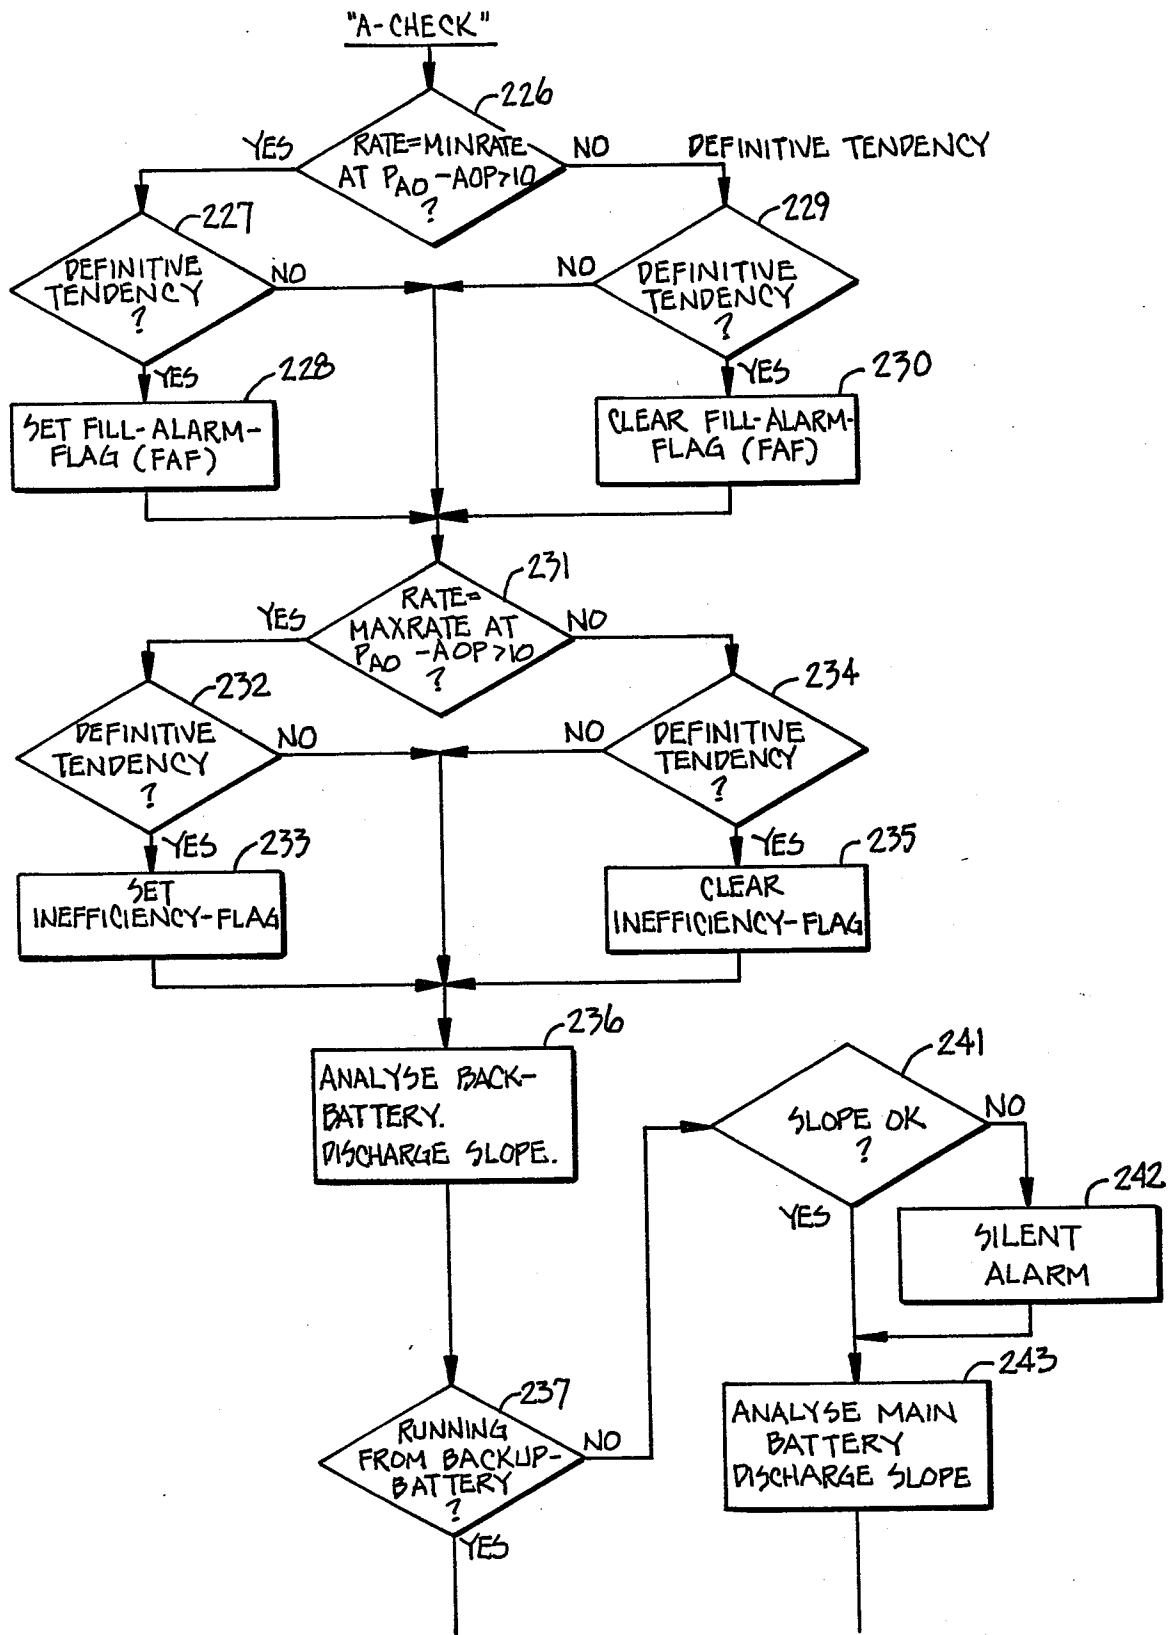 "A-CHECK"
226
YES
RATE=MINRATE
AT PAO -AOP>10
?
NO
DEFINITIVE TENDENCY
227
DEFINITIVE
TENDENCY
?
NO
229
NO
DEFINITIVE
TENDENCY
?
YES
228
SET FILL-ALARM-
FLAG (FAF)
YES
230
CLEAR FILL-ALARM-
FLAG (FAF)
231
YES
RATE=
MAXRATE AT
PAO -AOP>10
?
NO
232
DEFINITIVE
TENDENCY
?
NO
234
NO
DEFINITIVE
TENDENCY
?
YES
233
SET
INEFFICIENCY-FLAG
YES
235
CLEAR
INEFFICIENCY-FLAG
236
ANALYSE BACK-
BATTERY.
DISCHARGE SLOPE.
241
SLOPE OK
?
NO
YES
242
SILENT
ALARM
237
RUNNING
FROM BACKUP-
BATTERY
?
NO
YES
243
ANALYSE MAIN
BATTERY
DISCHARGE SLOPE